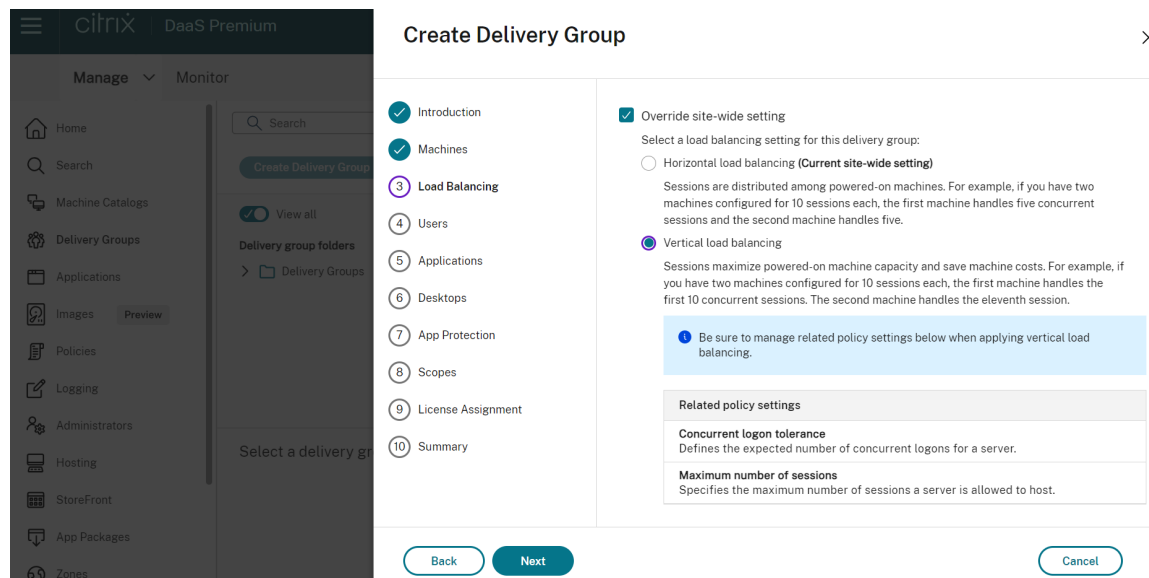 citrix DaaS Premium
Manage Monitor
Home
Search
Machine Catalogs
Delivery Groups
Applications
Images Preview
Policies
Logging
Administrators
Hosting
StoreFront
App Packages
Zones
Search
Create Delivery Group
View all
Delivery group folders
Delivery Groups
Select a delivery gr
Create Delivery Group
Introduction
Machines
3 Load Balancing
4 Users
5 Applications
6 Desktops
7 App Protection
8 Scopes
9 License Assignment
10 Summary
Override site-wide setting
Select a load balancing setting for this delivery group:
Horizontal load balancing (Current site-wide setting)
Sessions are distributed among powered-on machines. For example, if you have two
machines configured for 10 sessions each, the first machine handles five concurrent
sessions and the second machine handles five.
Vertical load balancing
Sessions maximize powered-on machine capacity and save machine costs. For example, if
you have two machines configured for 10 sessions each, the first machine handles the
first 10 concurrent sessions. The second machine handles the eleventh session.
Be sure to manage related policy settings below when applying vertical load
balancing.
Related policy settings
Concurrent logon tolerance
Defines the expected number of concurrent logons for a server.
Maximum number of sessions
Specifies the maximum number of sessions a server is allowed to host.
Back Next Cancel